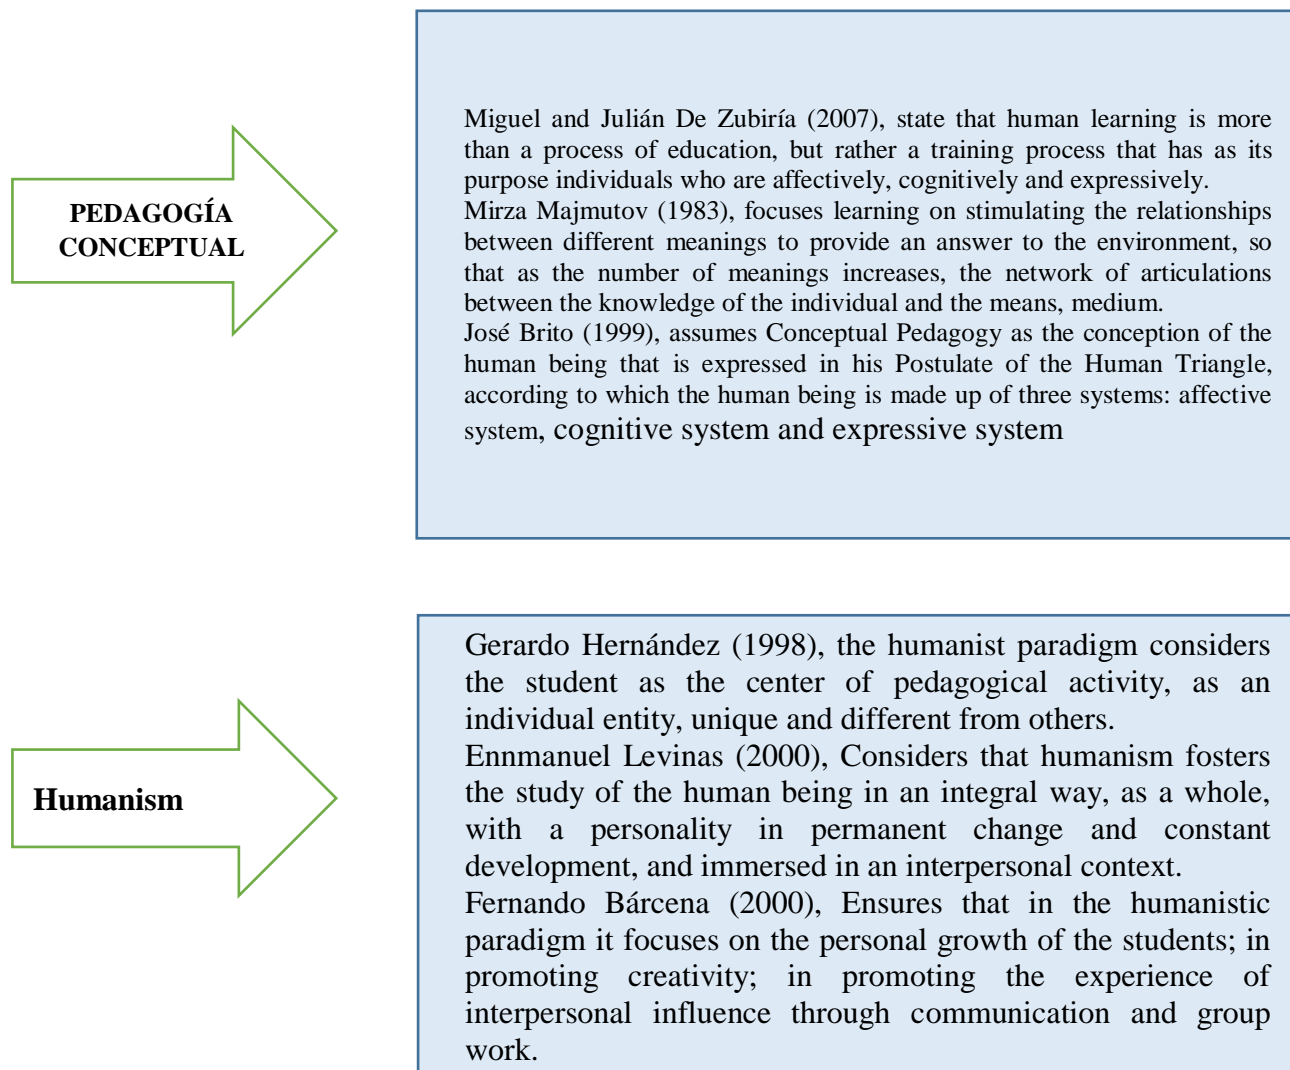 PEDAGOGÍA
CONCEPTUAL
Miguel and Julián De Zubiría (2007), state that human learning is more
than a process of education, but rather a training process that has as its
purpose individuals who are affectively, cognitively and expressively.
Mirza Majmutov (1983), focuses learning on stimulating the relationships
between different meanings to provide an answer to the environment, so
that as the number of meanings increases, the network of articulations
between the knowledge of the individual and the means, medium.
José Brito (1999), assumes Conceptual Pedagogy as the conception of the
human being that is expressed in his Postulate of the Human Triangle,
according to which the human being is made up of three systems: affective
system, cognitive system and expressive system
Humanism
Gerardo Hernández (1998), the humanist paradigm considers
the student as the center of pedagogical activity, as an
individual entity, unique and different from others.
Ennmanuel Levinas (2000), Considers that humanism fosters
the study of the human being in an integral way, as a whole,
with a personality in permanent change and constant
development, and immersed in an interpersonal context.
Fernando Bárcena (2000), Ensures that in the humanistic
paradigm it focuses on the personal growth of the students; in
promoting creativity; in promoting the experience of
interpersonal influence through communication and group
work.